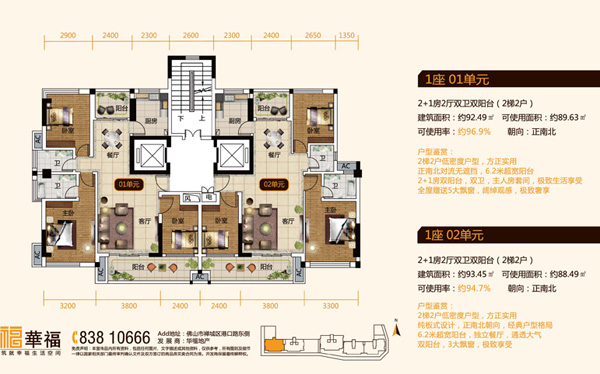 2900 2400 2300 2700 2300 2400 2650 1350
阳台 厨房 下 上 厨房 阳台
卧室 卧室
AC AC
餐厅 餐厅
卫 卫
AC
01单元 02单元
卫 卫
风 电
主卧 客厅 卧室 卧室 客厅 主卧
AC AC
阳台 阳台
3200 3800 2400 2400 3800 3300
1座 01单元
2+1房2厅双卫双阳台（2梯2户）
建筑面积：约92.49㎡ 可使用面积：约89.63㎡
可使用率：约96.9% 朝向：正南北
户型鉴赏：
2梯2户低密度户型，方正实用
正南北对流无遮挡，6.2米超宽阳台
2+1房双阳台，双卫，主人房套间，极致生活享受
全屋赠送5大飘窗，阔绰观感，极致奢享
1座 02单元
2+1房2厅双卫双阳台（2梯2户）
建筑面积：约93.45㎡ 可使用面积：约88.49㎡
可使用率：约94.7% 朝向：正南北
户型鉴赏：
2梯2户低密度户型，方正实用
纯板式设计，正南北朝向，经典户型格局
6.2米超宽阳台，独立餐厅，通透大气
双阳台，3大飘窗，极致享受
華福
筑就幸福生活空间
838 10666
Add地址：佛山市禅城区港口路东侧
发 展 商：华福地产
N